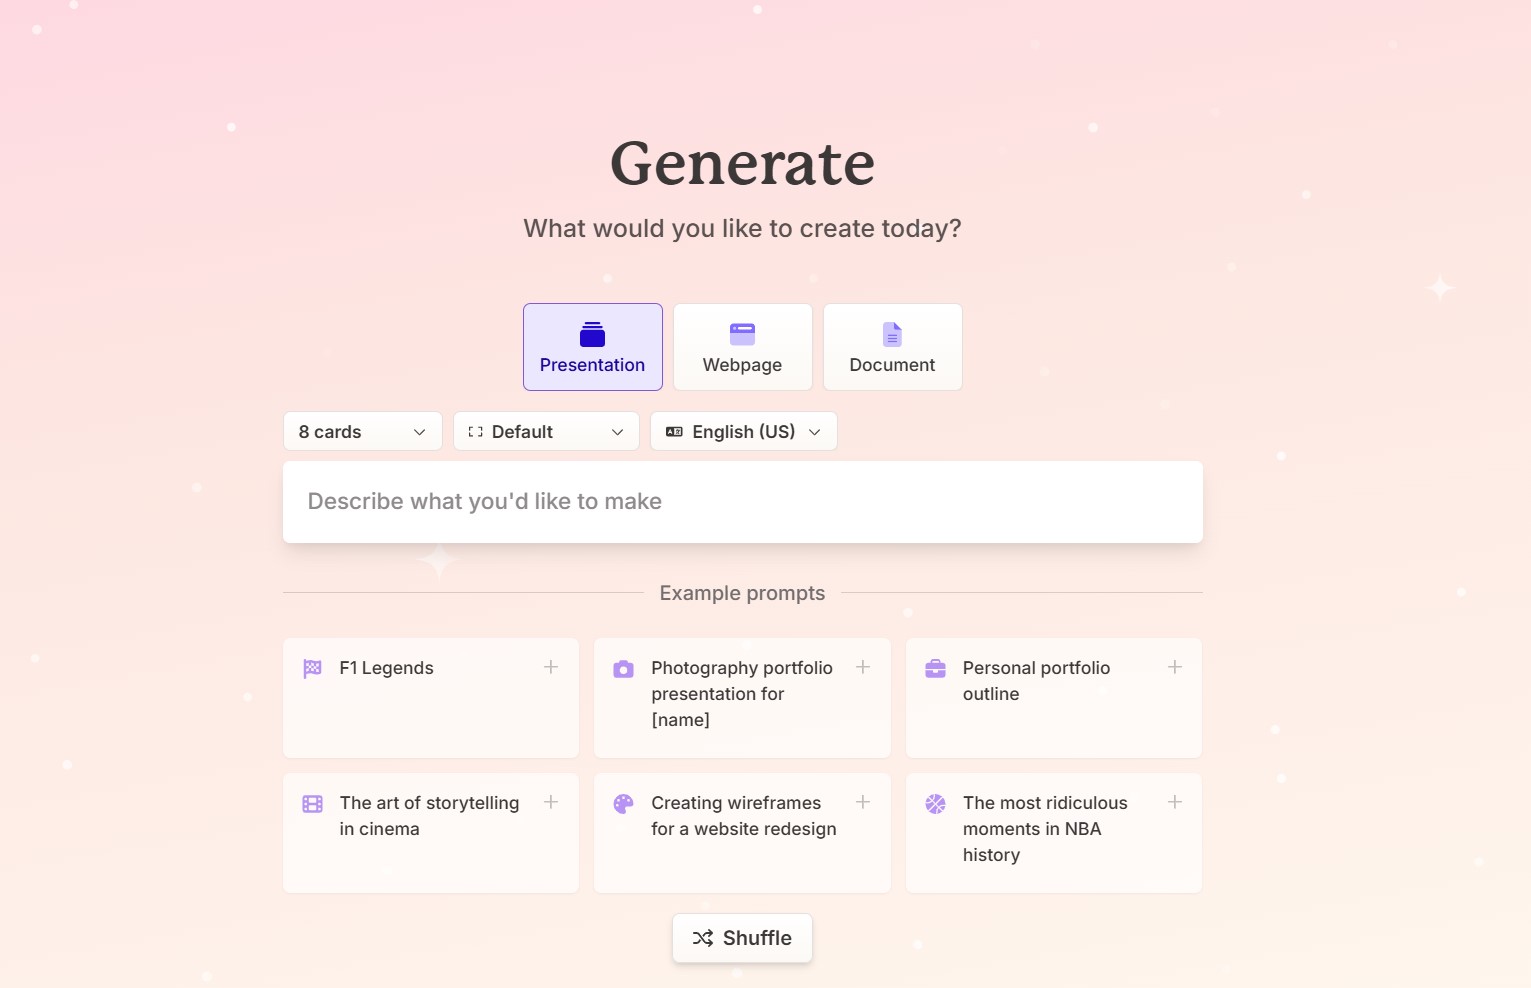 Generate
What would you like to create today?
Presentation
Webpage
Document
8 cards
Default
English (US)
Describe what you'd like to make
Example prompts
F1 Legends
Photography portfolio
presentation for
[name]
Personal portfolio
outline
The art of storytelling
in cinema
Creating wireframes
for a website redesign
The most ridiculous
moments in NBA
history
Shuffle